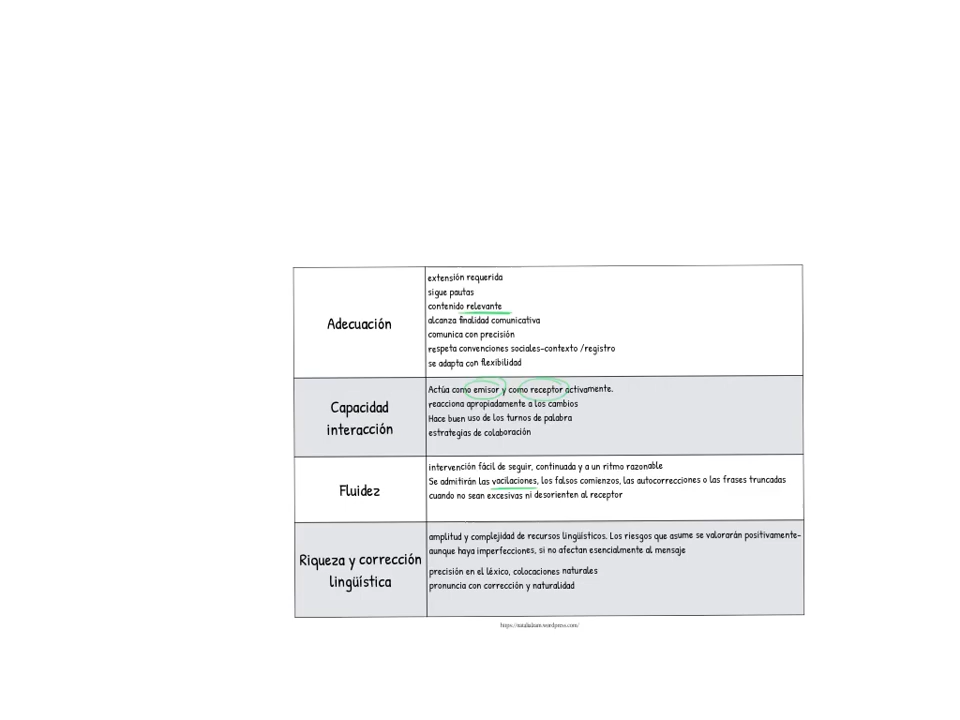 Adecuación
extensión requerida
sigue pautas
contenido relevante
alcanza finalidad comunicativa
comunica con precisión
respeta convenciones sociales-contexto /registro
se adapta con flexibilidad
Capacidad
interacción
Actúa como emisor y como receptor activamente.
reacciona apropiadamente a los cambios
Hace buen uso de los turnos de palabra
estrategias de colaboración
Fluidez
intervención fácil de seguir, continuada y a un ritmo razonable
Se admitirán las vacilaciones, los falsos comienzos, las autocorrecciones o las frases truncadas
cuando no sean excesivas ni desorienten al receptor
Riqueza y corrección
lingüística
amplitud y complejidad de recursos lingüísticos. Los riesgos que asume se valorarán positivamente-
aunque haya imperfecciones, si no afectan esencialmente al mensaje
precisión en el léxico, colocaciones naturales
pronuncia con corrección y naturalidad